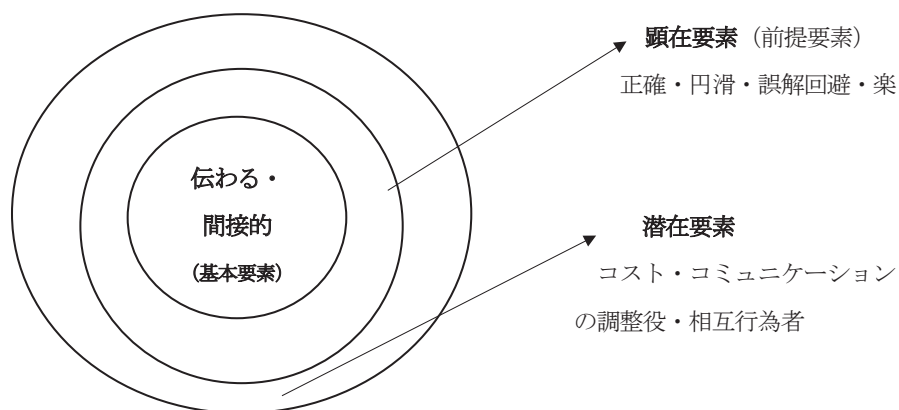 顕在要素（前提要素）
正確・円滑・誤解回避・楽
伝わる・
間接的
（基本要素）
潜在要素
コスト・コミュニケーション
の調整役・相互行為者